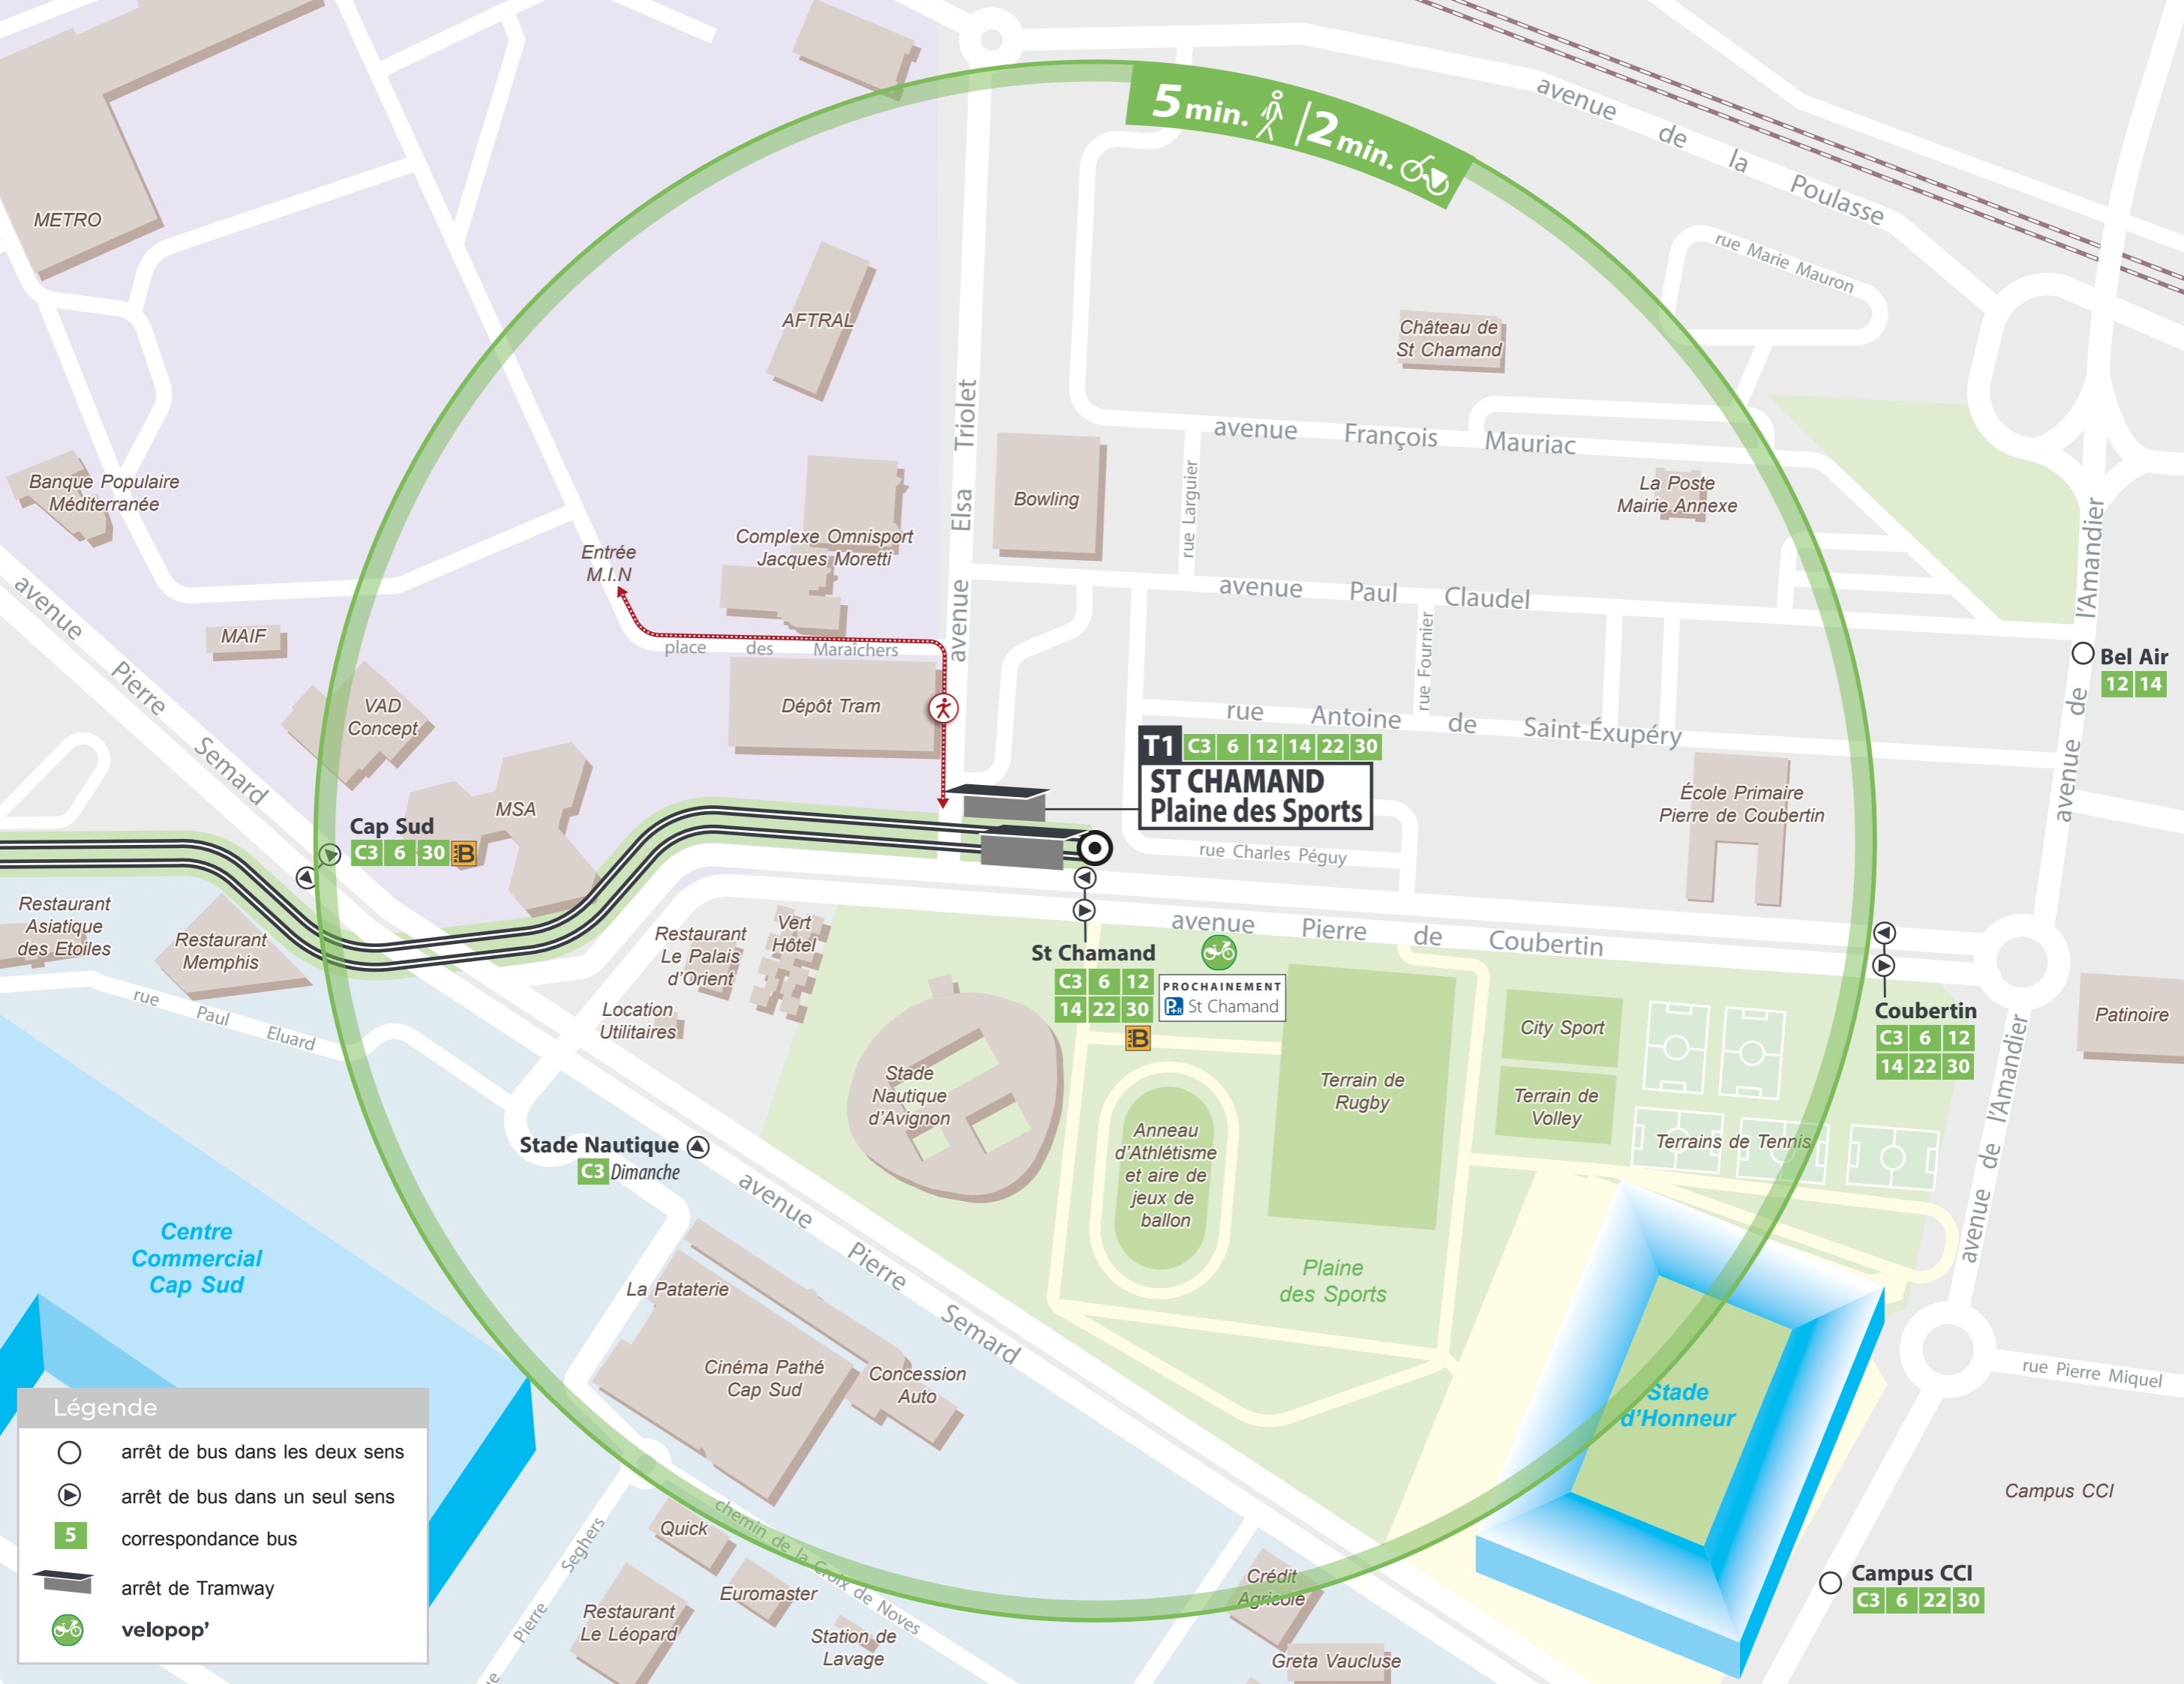 5 min. / 2 min.
avenue de la Poulasse
rue Marie Mauron
METRO
AFTRAL
Château de
St Chamand
avenue Elsa Triolet
avenue François Mauriac
Banque Populaire
Méditerranée
Bowling
rue Larguier
La Poste
Mairie Annexe
Complexe Omnisport
Jacques Moretti
Entrée
M.I.N
avenue Paul Claudel
avenue de l'Amandier
rue Fournier
MAIF
place des Maraîchers
Bel Air
12 14
avenue Pierre Semard
VAD
Concept
Dépôt Tram
rue Antoine de Saint-Éxupéry
T1 C3 6 12 14 22 30
ST CHAMAND
Plaine des Sports
MSA
École Primaire
Pierre de Coubertin
Cap Sud
C3 6 30 B
rue Charles Péguy
Restaurant
Asiatique
des Etoiles
Restaurant
Memphis
Restaurant
Le Palais
d'Orient
Vert
Hôtel
avenue Pierre de Coubertin
St Chamand
C3 6 12
14 22 30
B
PROCHAINEMENT
P+R St Chamand
Location
Utilitaires
rue Paul Eluard
City Sport
Coubertin
C3 6 12
14 22 30
Patinoire
Stade
Nautique
d'Avignon
Terrain de
Rugby
Terrain de
Volley
Terrains de Tennis
avenue de l'Amandier
Anneau
d'Athlétisme
et aire de
jeux de
ballon
Stade Nautique
C3 Dimanche
avenue Pierre Semard
Centre
Commercial
Cap Sud
Plaine
des Sports
La Pataterie
Cinéma Pathé
Cap Sud
Concession
Auto
Stade
d'Honneur
rue Pierre Miquel
Campus CCI
Campus CCI
C3 6 22 30
Quick
chemin de la Croix de Noves
Euromaster
Crédit
Agricole
Restaurant
Le Léopard
Station de
Lavage
Greta Vaucluse
ue Pierre Seghers
Légende
arrêt de bus dans les deux sens
arrêt de bus dans un seul sens
5 correspondance bus
arrêt de Tramway
velopop'